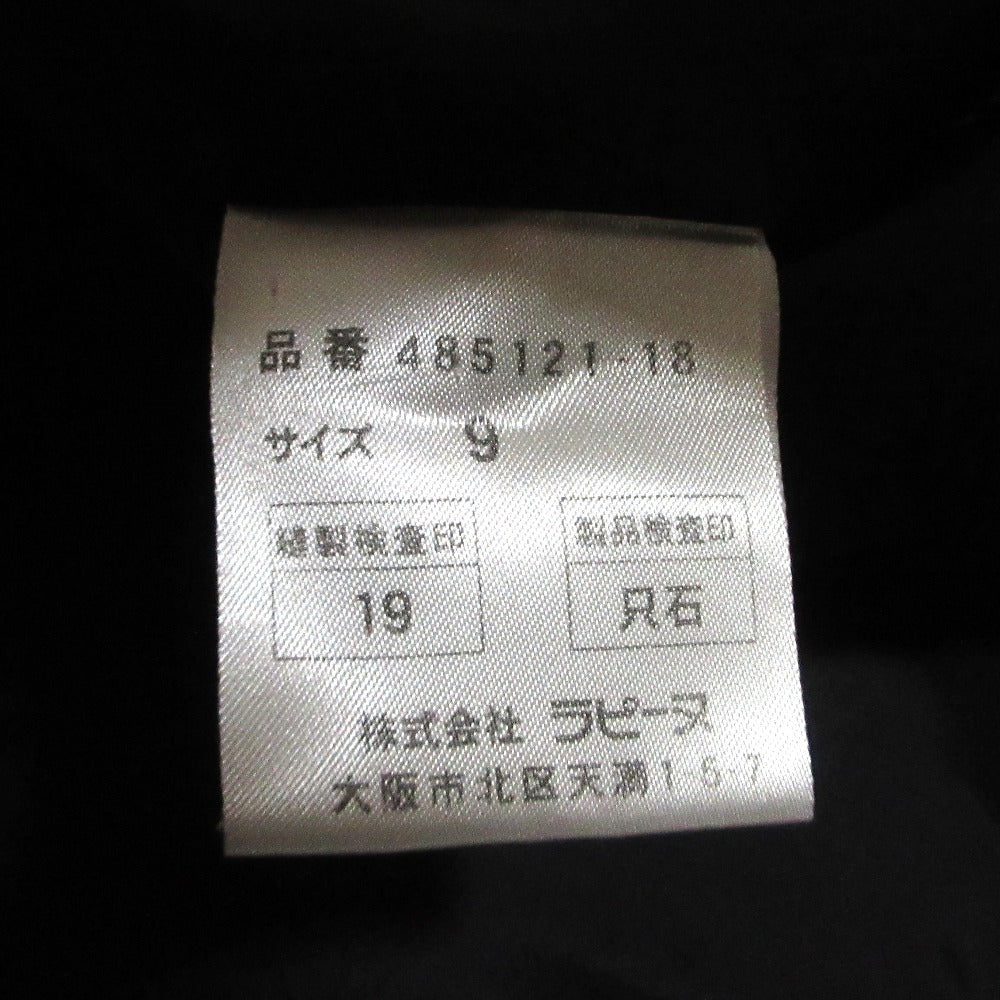 品番 485121-18
サイズ 9
縫製検査印 製品検査印
19 只石
株式会社 ラピーヌ
大阪市北区天満1-5-7